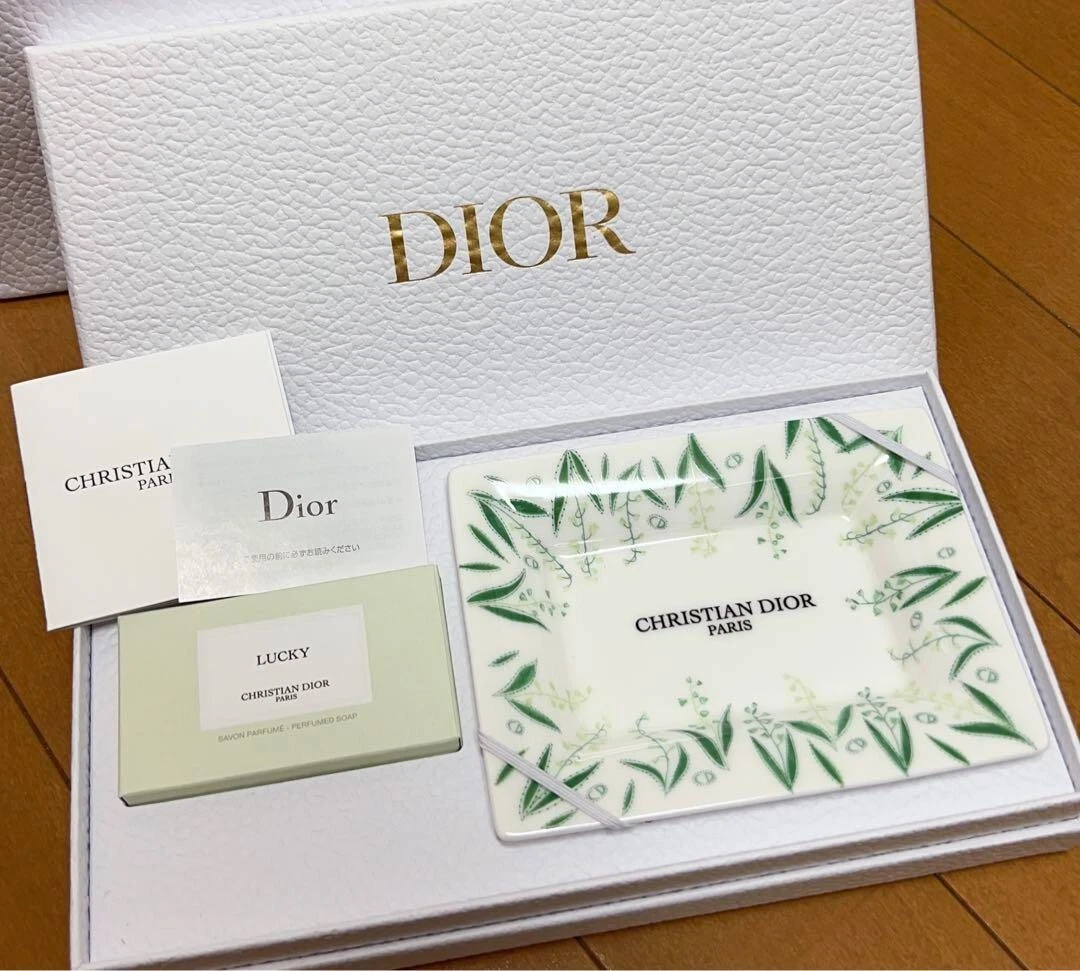 DIOR
CHRISTIAN
PARIS
Dior
ご使用の前に必ずお読みください
LUCKY
CHRISTIAN DIOR
PARIS
SAVON PARFUMÉ - PERFUMED SOAP
CHRISTIAN DIOR
PARIS